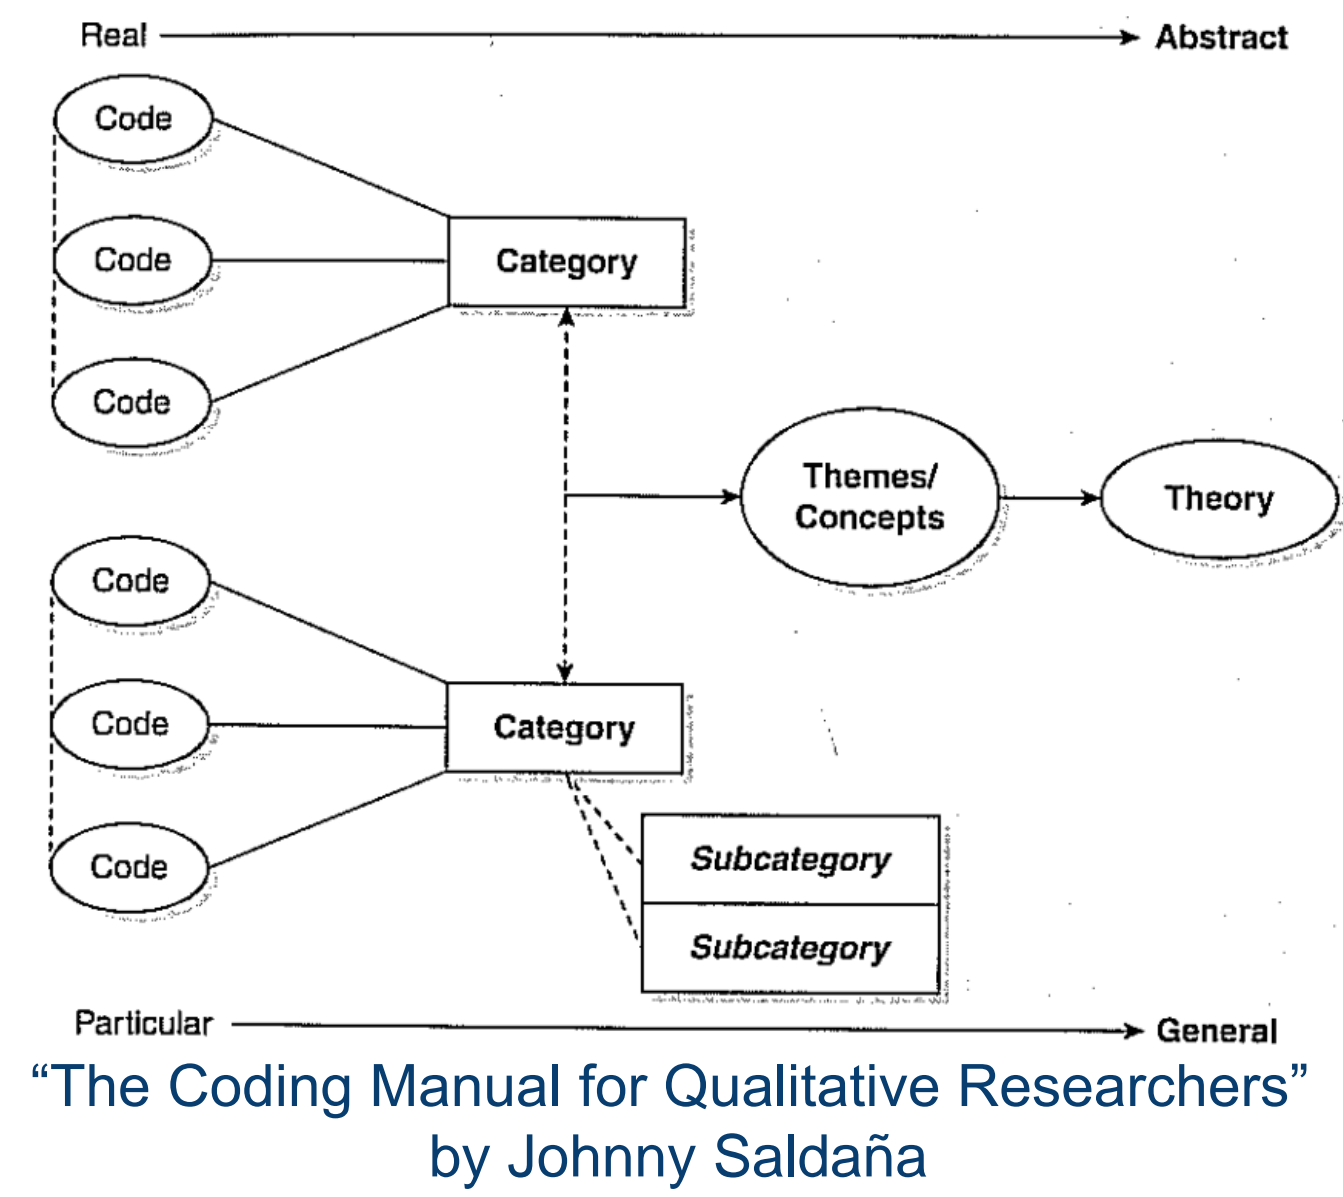 Real
Abstract
Code
Code
Category
Code
Themes/
Concepts
Theory
Code
Code
Category
Code
Subcategory
Subcategory
Particular
General
“The Coding Manual for Qualitative Researchers”
by Johnny Saldaña